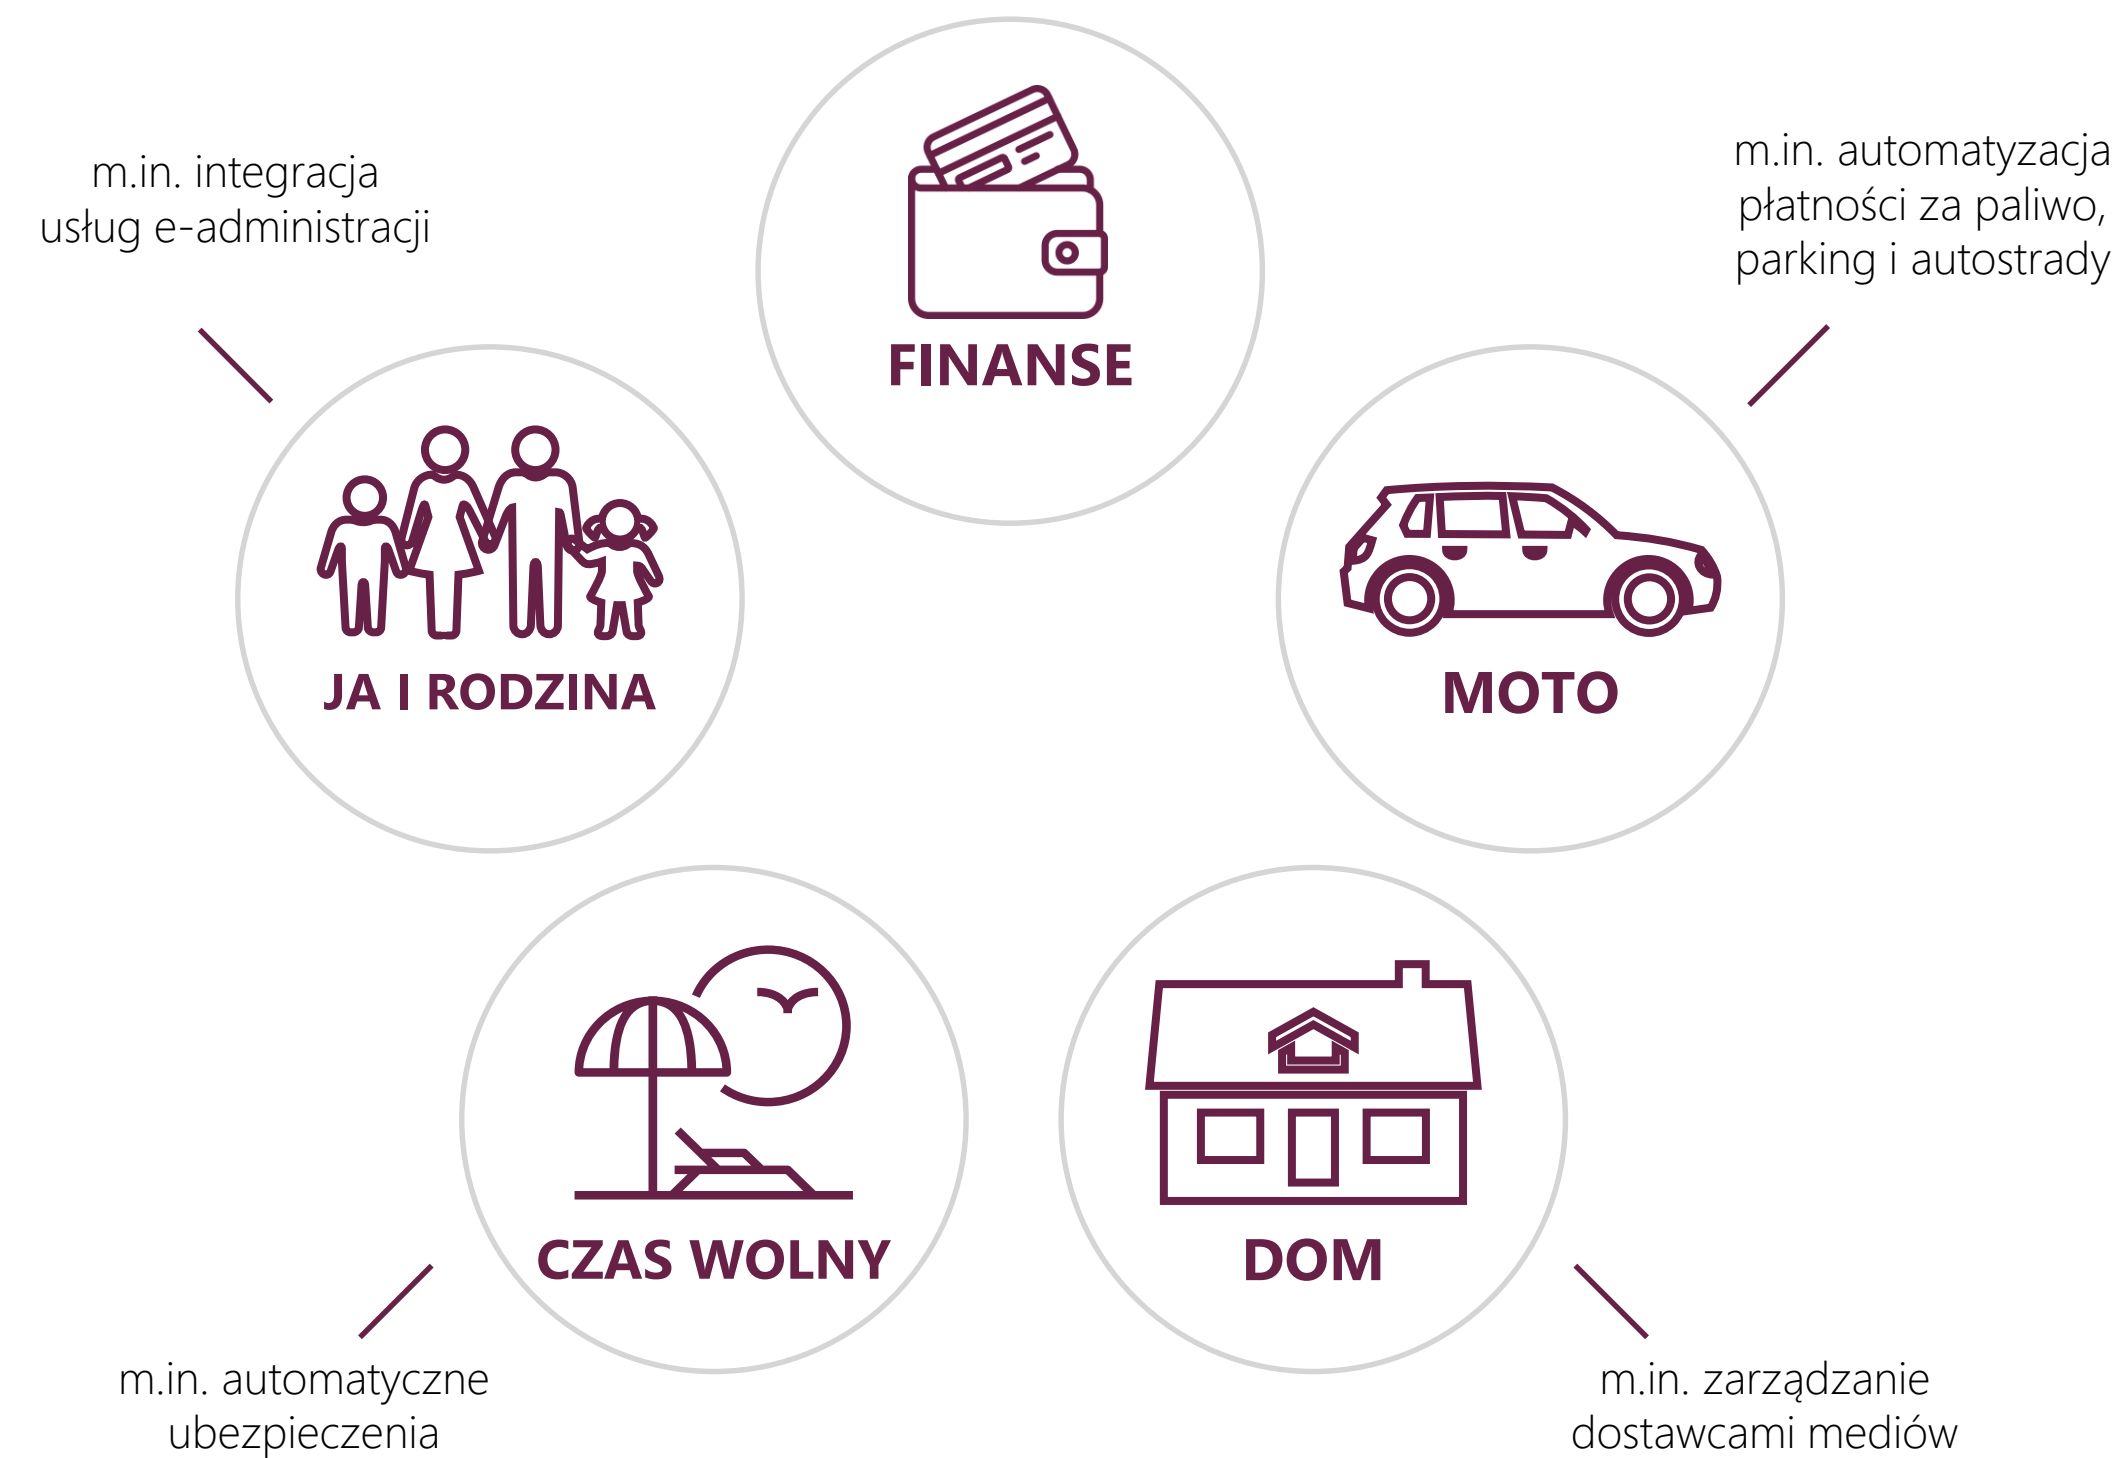 FINANSE
m.in. integracja
usług e-administracji
JA I RODZINA
m.in. automatyzacja
płatności za paliwo,
parking i autostrady
MOTO
CZAS WOLNY
m.in. automatyczne
ubezpieczenia
DOM
m.in. zarządzanie
dostawcami mediów